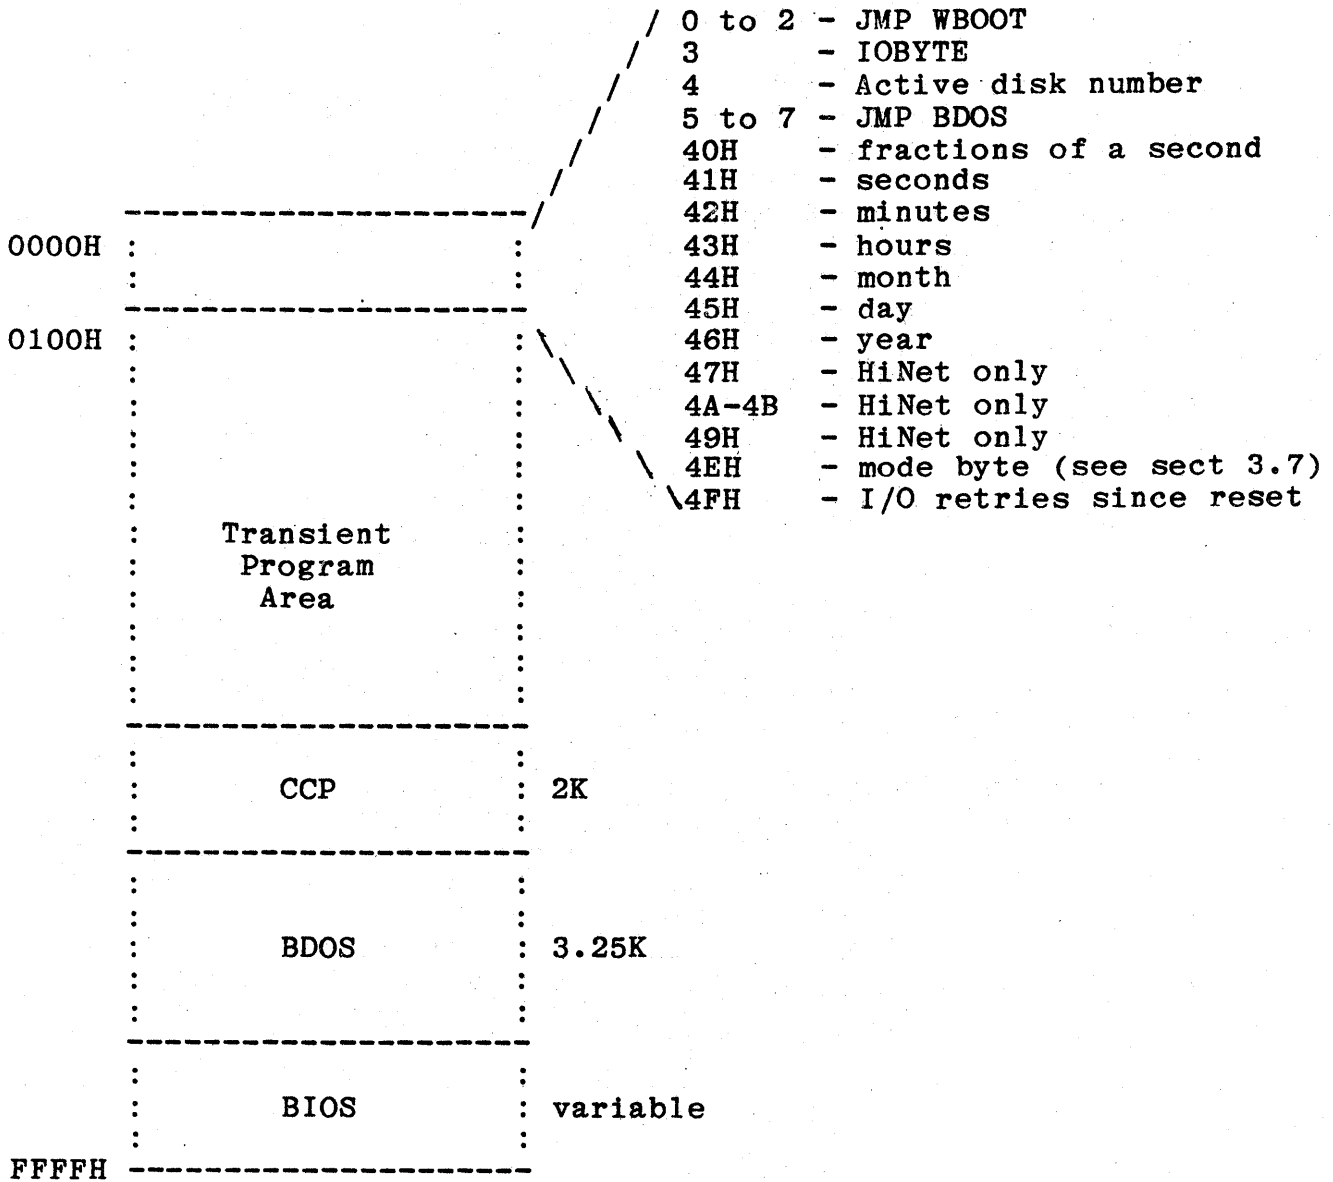 0 to 2 - JMP WBOOT
3 - IOBYTE
4 - Active disk number
5 to 7 - JMP BDOS
40H - fractions of a second
41H - seconds
42H - minutes
43H - hours
44H - month
45H - day
46H - year
47H - HiNet only
4A-4B - HiNet only
49H - HiNet only
4EH - mode byte (see sect 3.7)
4FH - I/O retries since reset
0000H
0100H
Transient
Program
Area
CCP 2K
BDOS 3.25K
BIOS variable
FFFFH